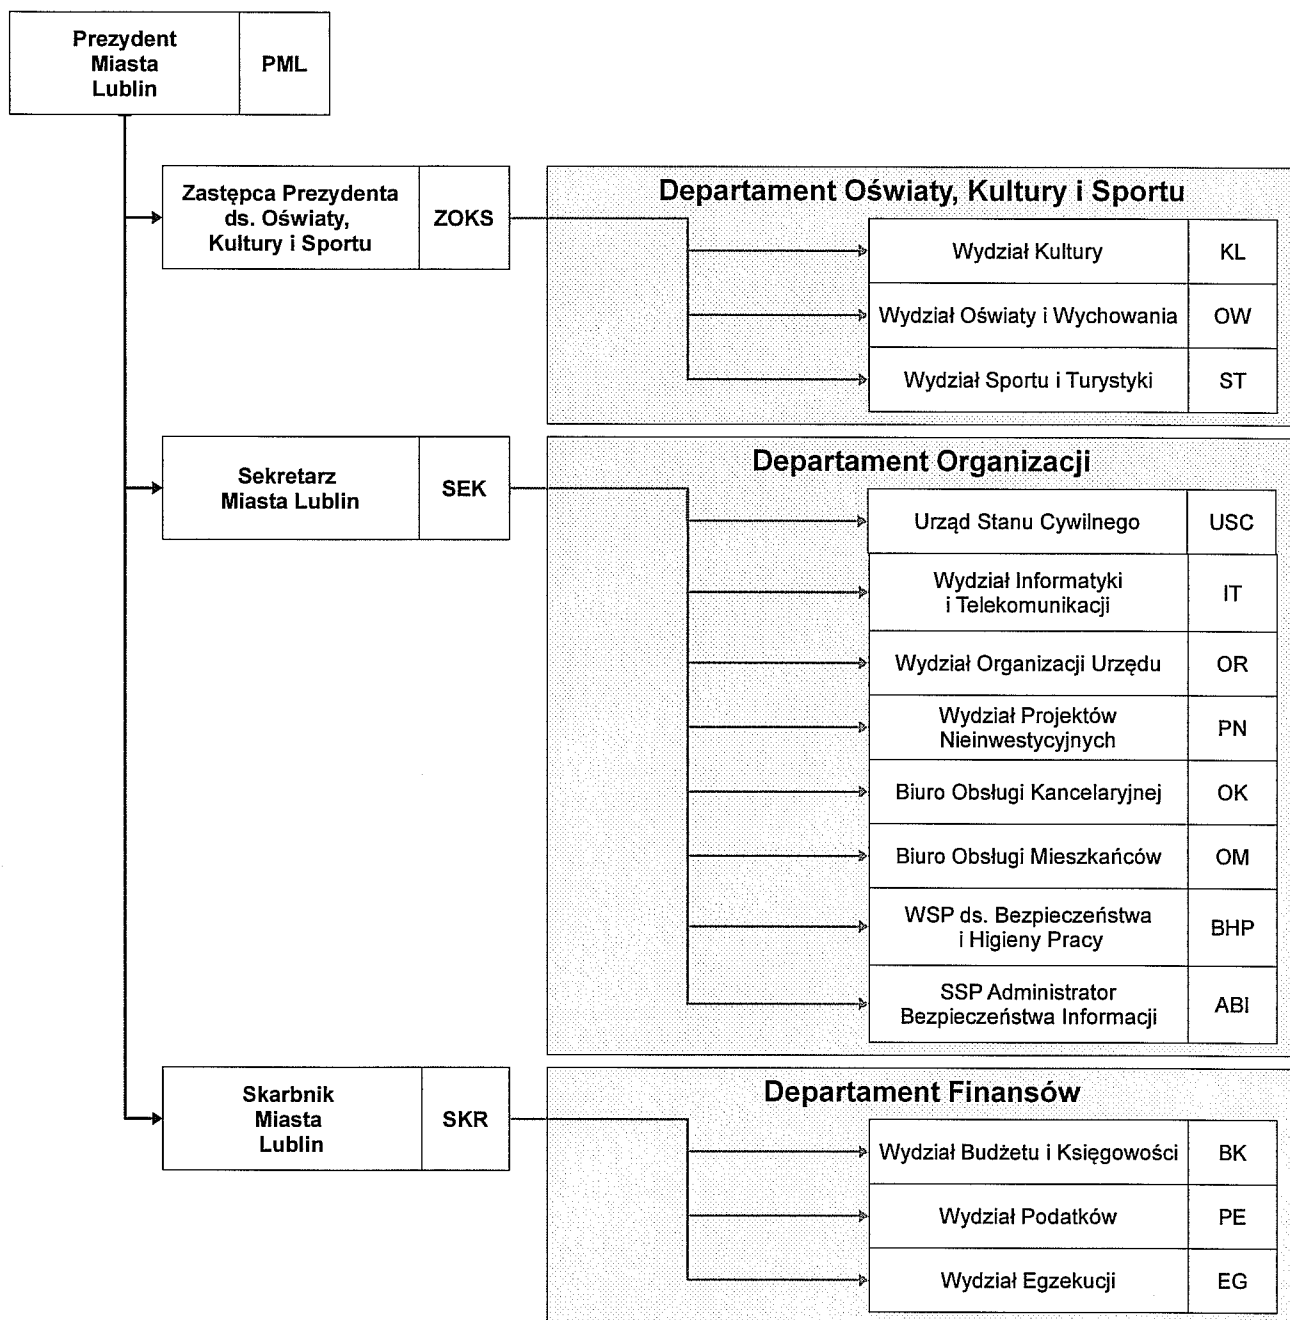 Prezydent
Miasta
Lublin
PML
Zastępca Prezydenta
ds. Oświaty,
Kultury i Sportu
ZOKS
Departament Oświaty, Kultury i Sportu
Wydział Kultury
KL
Wydział Oświaty i Wychowania
OW
Wydział Sportu i Turystyki
ST
Sekretarz
Miasta Lublin
SEK
Departament Organizacji
Urząd Stanu Cywilnego
USC
Wydział Informatyki
i Telekomunikacji
IT
Wydział Organizacji Urzędu
OR
Wydział Projektów
Nieinwestycyjnych
PN
Biuro Obsługi Kancelaryjnej
OK
Biuro Obsługi Mieszkańców
OM
WSP ds. Bezpieczeństwa
i Higieny Pracy
BHP
SSP Administrator
Bezpieczeństwa Informacji
ABI
Skarbnik
Miasta
Lublin
SKR
Departament Finansów
Wydział Budżetu i Księgowości
BK
Wydział Podatków
PE
Wydział Egzekucji
EG